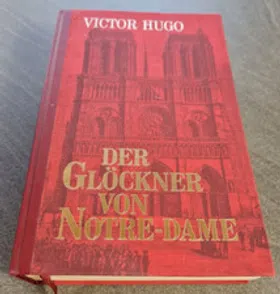 VICTOR HUGO
DER
GLÖCKNER
VON
NOTRE-DAME